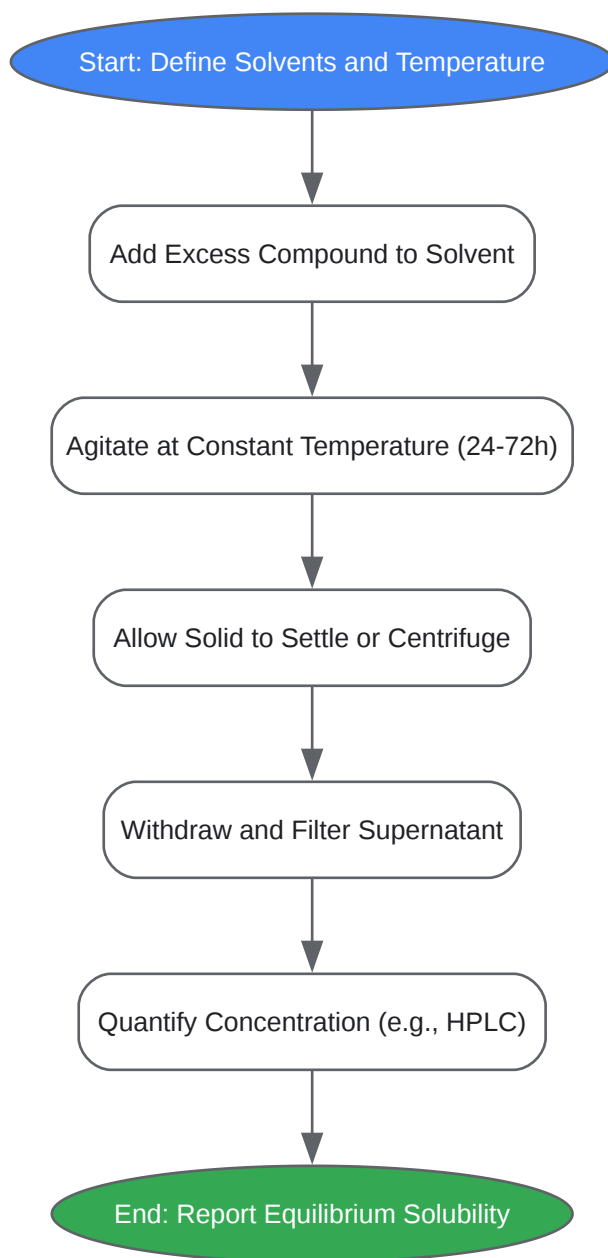 Start: Define Solvents and Temperature
Add Excess Compound to Solvent
Agitate at Constant Temperature (24-72h)
Allow Solid to Settle or Centrifuge
Withdraw and Filter Supernatant
Quantify Concentration (e.g., HPLC)
End: Report Equilibrium Solubility